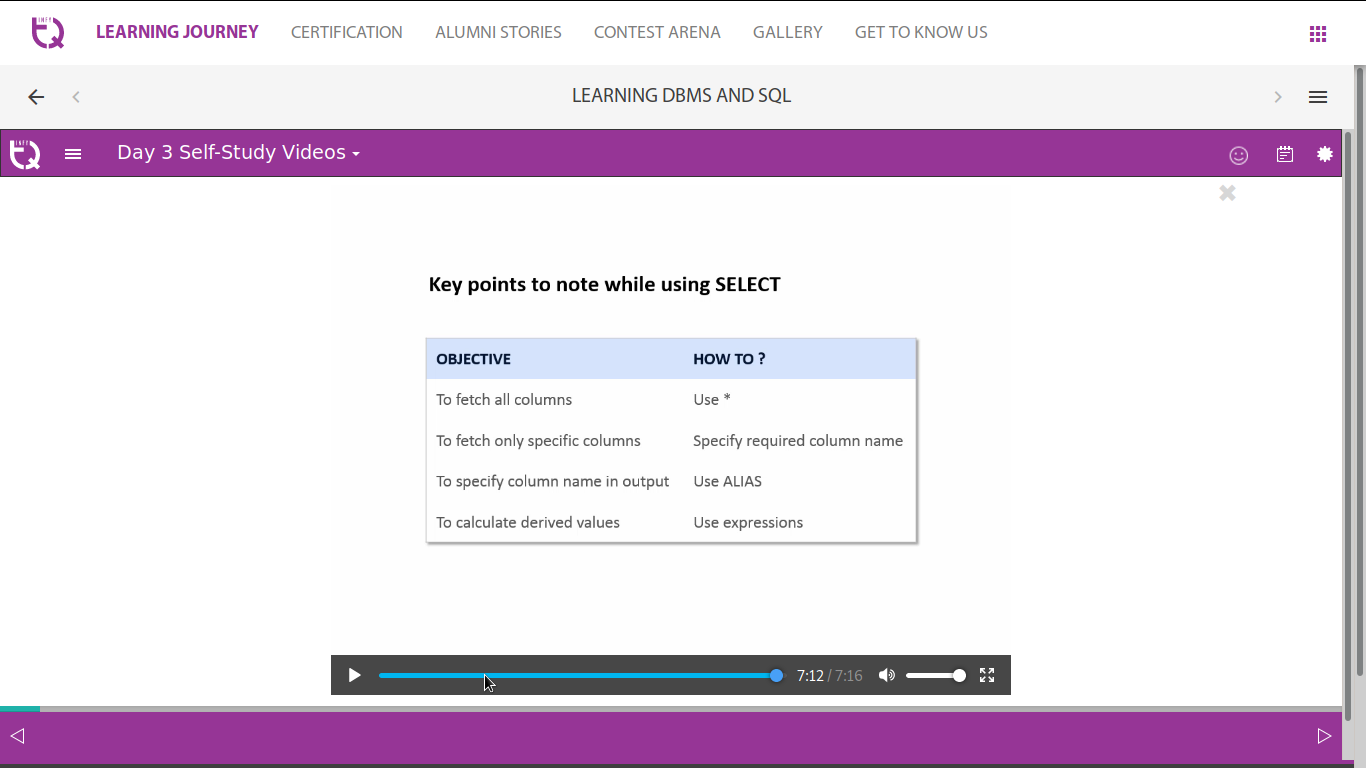 INFY
TQ
LEARNING JOURNEY CERTIFICATION ALUMNI STORIES CONTEST ARENA GALLERY GET TO KNOW US
LEARNING DBMS AND SQL
INFY
TQ
Day 3 Self-Study Videos
Key points to note while using SELECT
OBJECTIVE HOW TO ?
To fetch all columns Use *
To fetch only specific columns Specify required column name
To specify column name in output Use ALIAS
To calculate derived values Use expressions
7:12 / 7:16